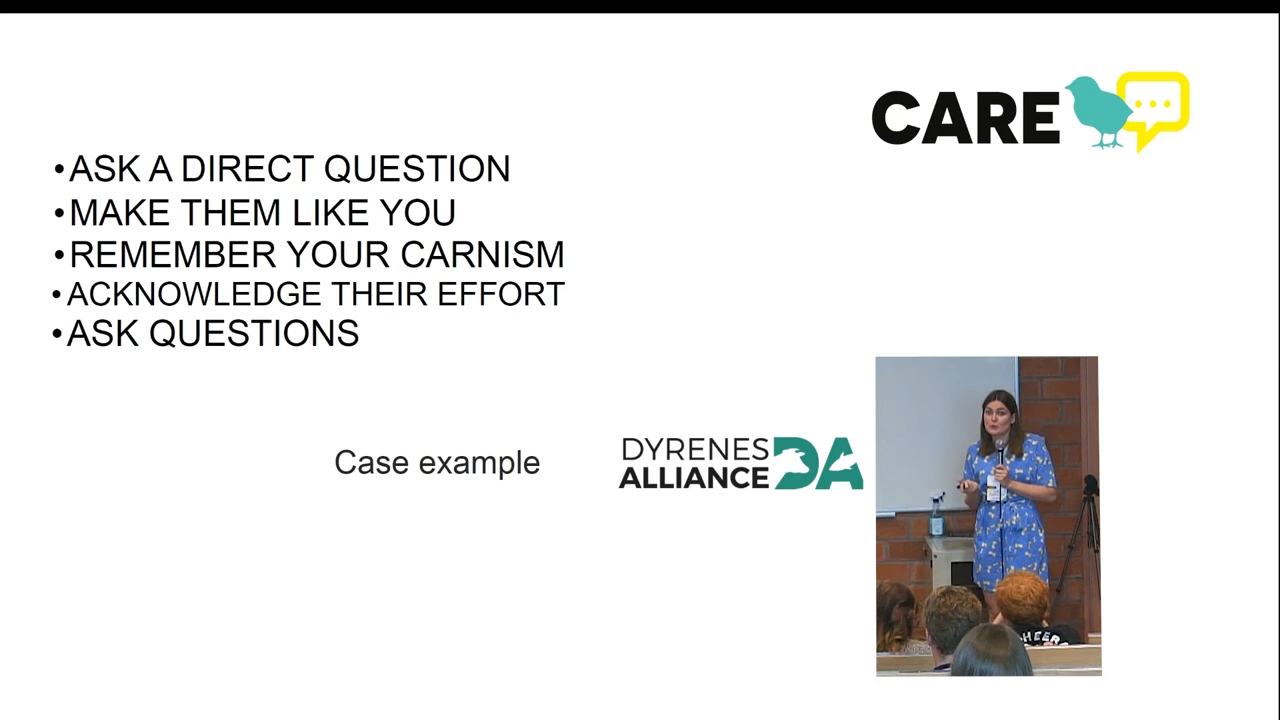 CARE
•ASK A DIRECT QUESTION
•MAKE THEM LIKE YOU
•REMEMBER YOUR CARNISM
•ACKNOWLEDGE THEIR EFFORT
•ASK QUESTIONS
Case example
DYRENES
ALLIANCE DA
HEER